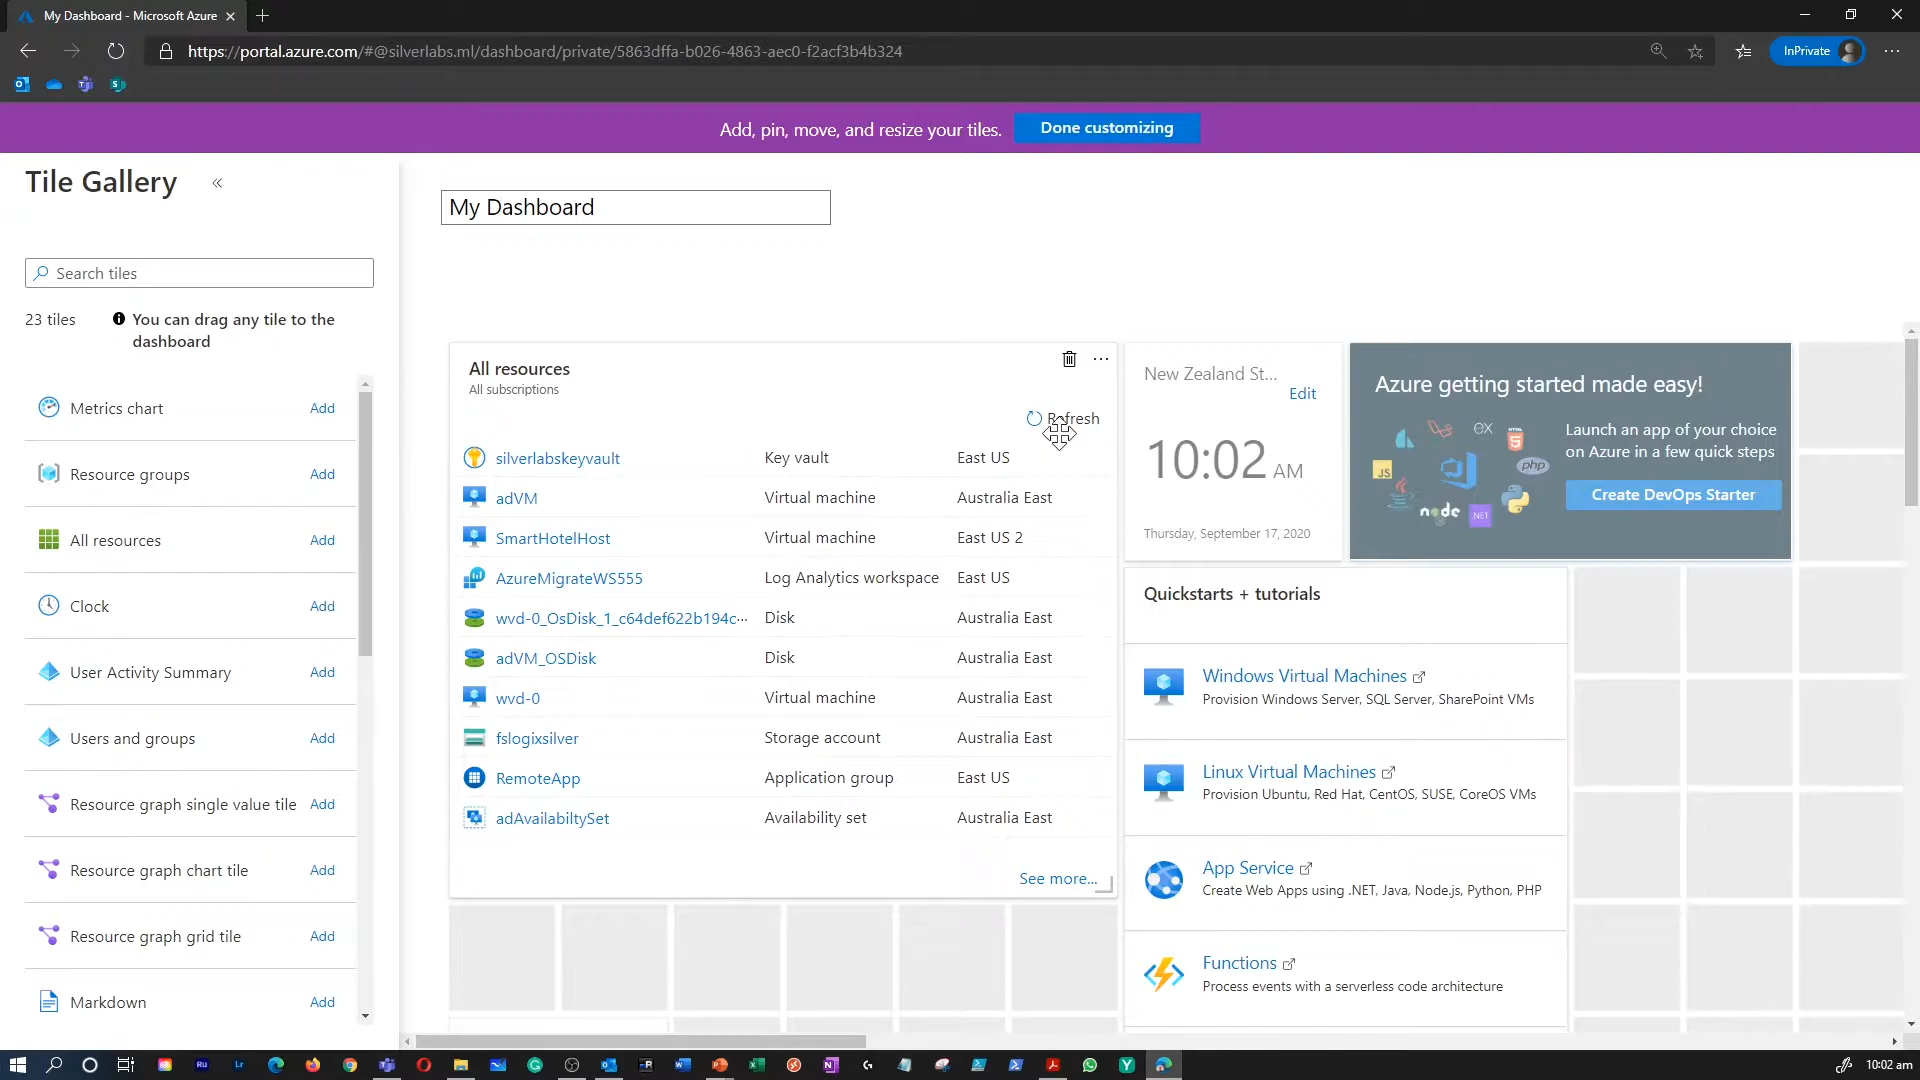 My Dashboard - Microsoft Azure
https://portal.azure.com/#@silverlabs.ml/dashboard/private/5863dffa-b026-4863-aec0-f2acf3b4b324
InPrivate
Add, pin, move, and resize your tiles.
Done customizing
Tile Gallery
«
Search tiles
23 tiles
You can drag any tile to the
dashboard
Metrics chart
Add
Resource groups
Add
All resources
Add
Clock
Add
User Activity Summary
Add
Users and groups
Add
Resource graph single value tile
Add
Resource graph chart tile
Add
Resource graph grid tile
Add
Markdown
Add
My Dashboard
All resources
All subscriptions
Refresh
silverlabskeyvault Key vault East US
adVM Virtual machine Australia East
SmartHotelHost Virtual machine East US 2
AzureMigrateWS555 Log Analytics workspace East US
wvd-0_OsDisk_1_c64def622b194c... Disk Australia East
adVM_OSDisk Disk Australia East
wvd-0 Virtual machine Australia East
fslogixsilver Storage account Australia East
RemoteApp Application group East US
adAvailabiltySet Availability set Australia East
See more...
New Zealand St...
Edit
10:02 AM
Thursday, September 17, 2020
Azure getting started made easy!
Launch an app of your choice
on Azure in a few quick steps
Create DevOps Starter
EX
HTML
JS
php
node
.NET
Quickstarts + tutorials
Windows Virtual Machines
Provision Windows Server, SQL Server, SharePoint VMs
Linux Virtual Machines
Provision Ubuntu, Red Hat, CentOS, SUSE, CoreOS VMs
App Service
Create Web Apps using .NET, Java, Node.js, Python, PHP
Functions
Process events with a serverless code architecture
10:02 am